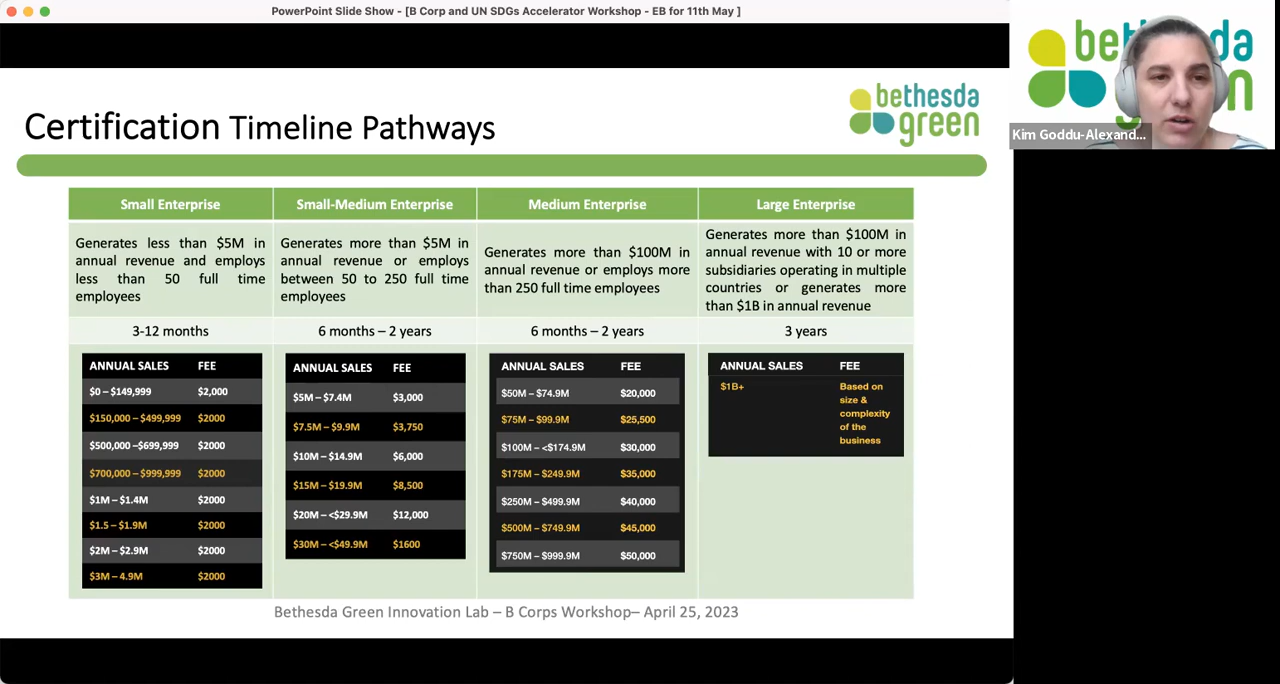 PowerPoint Slide Show - [B Corp and UN SDGs Accelerator Workshop - EB for 11th May ]
bethesda
green
Kim Goddu-Alexand...
Certification Timeline Pathways
bethesda
green
Small Enterprise
Small-Medium Enterprise
Medium Enterprise
Large Enterprise
Generates less than $5M in
annual revenue and employs
less than 50 full time
employees
Generates more than $5M in
annual revenue or employs
between 50 to 250 full time
employees
Generates more than $100M in
annual revenue or employs more
than 250 full time employees
Generates more than $100M in
annual revenue with 10 or more
subsidiaries operating in multiple
countries or generates more
than $1B in annual revenue
3-12 months
6 months – 2 years
6 months – 2 years
3 years
ANNUAL SALES FEE
$0 – $149,999 $2,000
$150,000 – $499,999 $2000
$500,000 –$699,999 $2000
$700,000 – $999,999 $2000
$1M – $1.4M $2000
$1.5 – $1.9M $2000
$2M – $2.9M $2000
$3M – 4.9M $2000
ANNUAL SALES FEE
$5M – $7.4M $3,000
$7.5M – $9.9M $3,750
$10M – $14.9M $6,000
$15M – $19.9M $8,500
$20M – <$29.9M $12,000
$30M – <$49.9M $1600
ANNUAL SALES FEE
$50M – $74.9M $20,000
$75M – $99.9M $25,500
$100M – <$174.9M $30,000
$175M – $249.9M $35,000
$250M – $499.9M $40,000
$500M – $749.9M $45,000
$750M – $999.9M $50,000
ANNUAL SALES FEE
$1B+ Based on
size &
complexity
of the
business
Bethesda Green Innovation Lab – B Corps Workshop– April 25, 2023